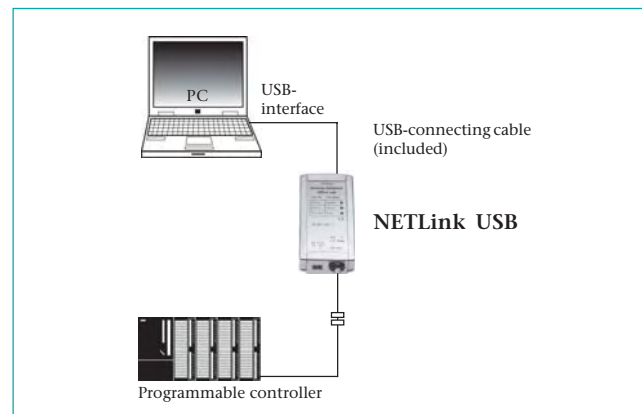 PC
USB-
interface
USB-connecting cable
(included)
NETLink USB
Programmable controller